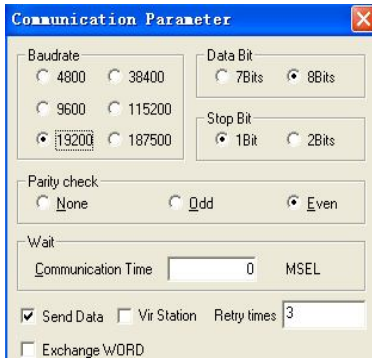 Communication Parameter
Baudrate
4800 38400
9600 115200
19200 187500
Data Bit
7Bits 8Bits
Stop Bit
1Bit 2Bits
Parity check
None Odd Even
Wait
Communication Time 0 MSEL
Send Data Vir Station Retry times 3
Exchange WORD